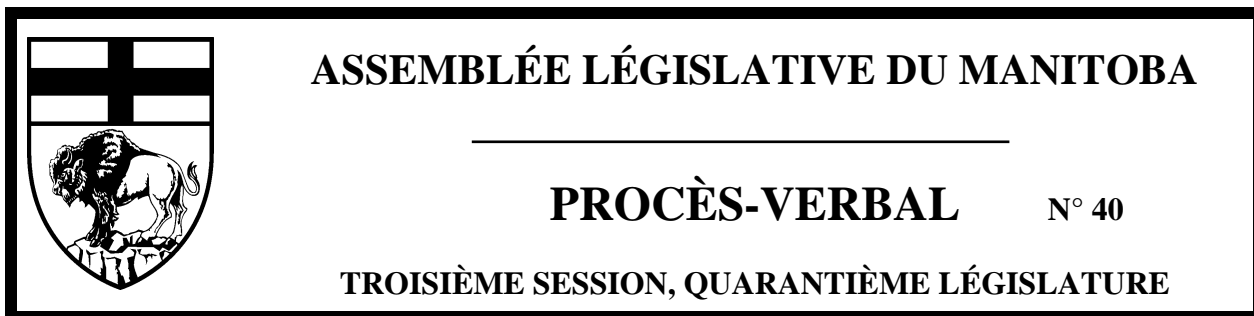 ASSEMBLÉE LÉGISLATIVE DU MANITOBA
PROCÈS-VERBAL N° 40
TROISIÈME SESSION, QUARANTIÈME LÉGISLATURE